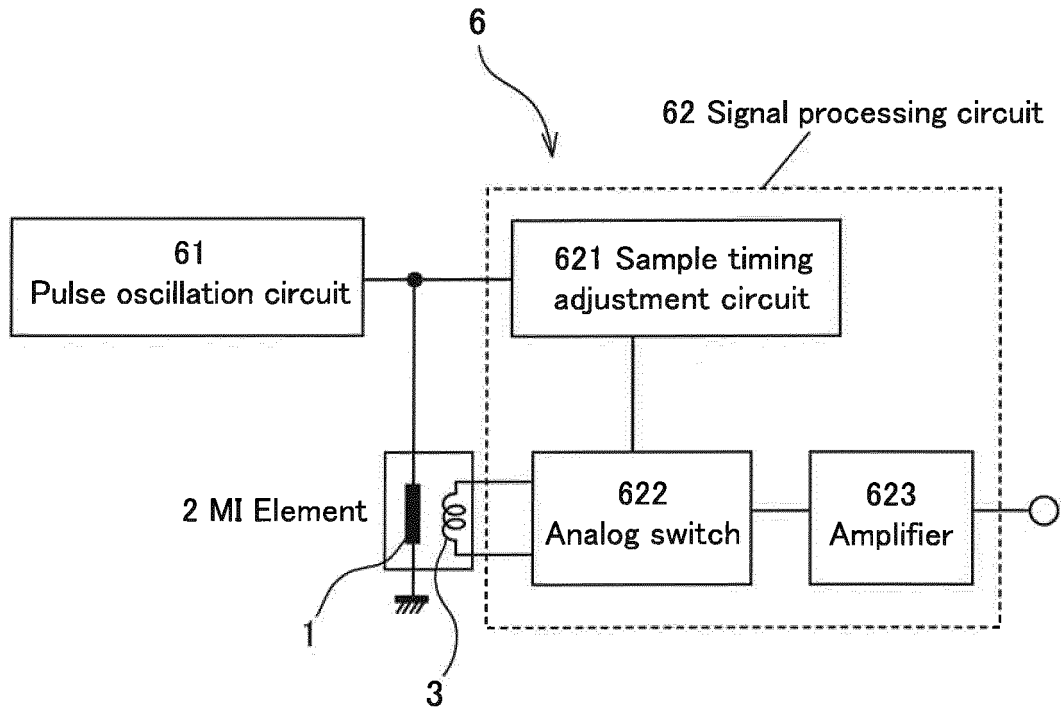 6
62 Signal processing circuit
61
Pulse oscillation circuit
621 Sample timing
adjustment circuit
2 MI Element
622
Analog switch
623
Amplifier
1
3